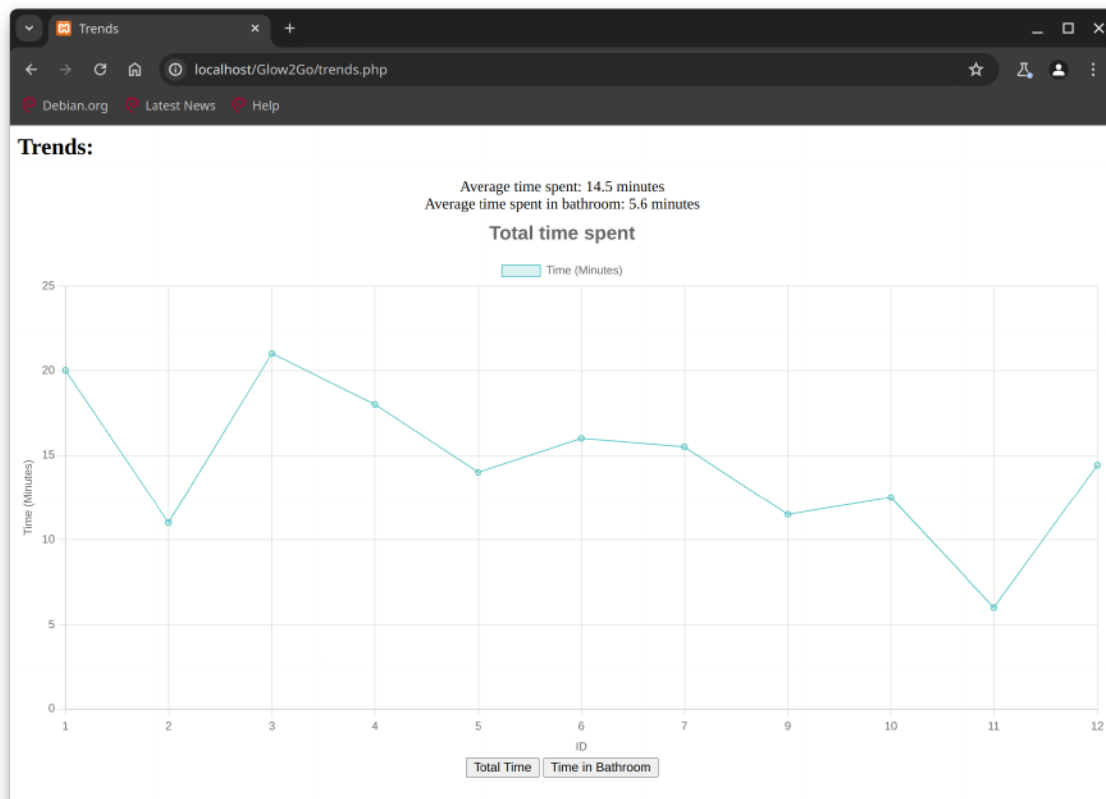 Trends
localhost/Glow2Go/trends.php
Debian.org Latest News Help
Trends:
Average time spent: 14.5 minutes
Average time spent in bathroom: 5.6 minutes
Total time spent
Time (Minutes)
25
20
15
10
5
0
Time (Minutes)
1 2 3 4 5 6 7 9 10 11 12
ID
Total Time Time in Bathroom